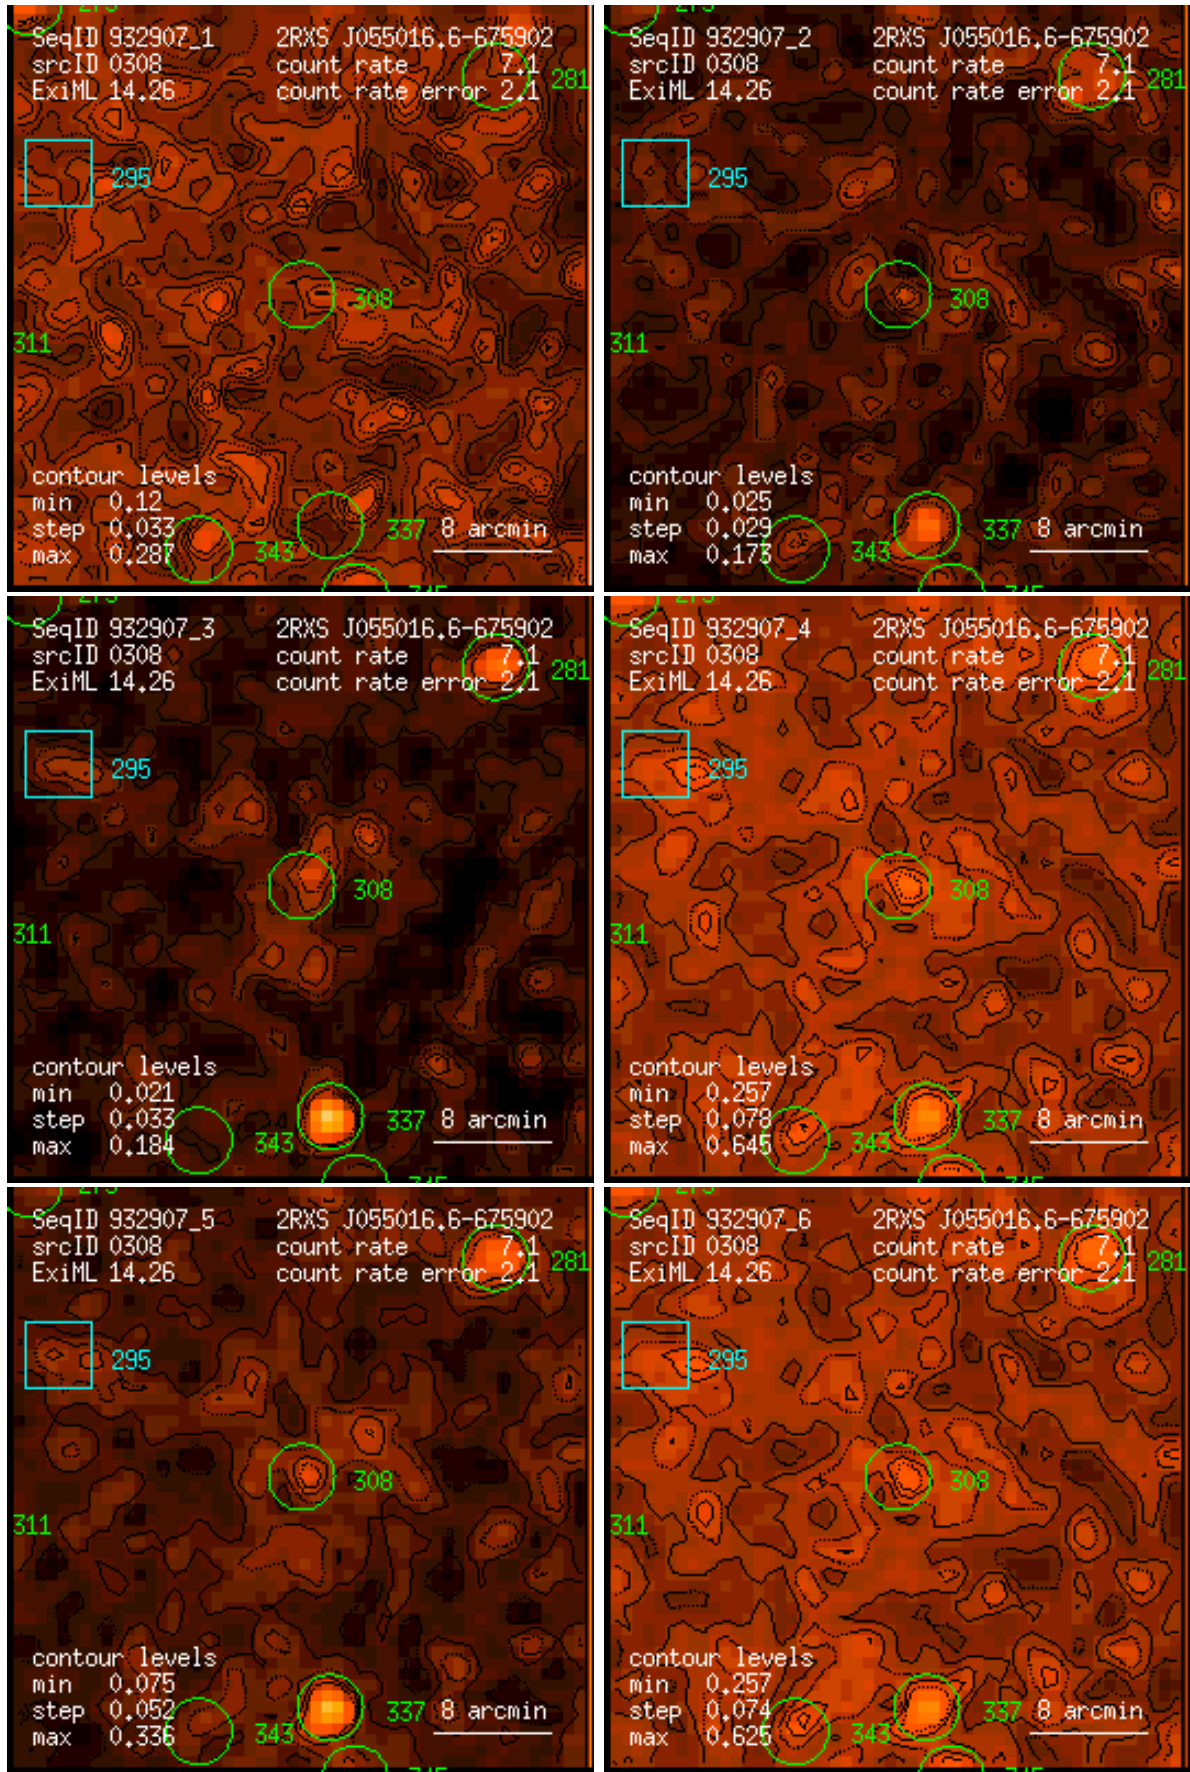 273
SeqID 932907_1 2RXS J055016.6-675902
srcID 0308 count rate 7.1 281
ExiML 14.26 count rate error 2.1
295
308
311
contour levels
min 0.12
step 0.033 337 8 arcmin
max 0.287 343
273
SeqID 932907_2 2RXS J055016.6-675902
srcID 0308 count rate 7.1 281
ExiML 14.26 count rate error 2.1
295
308
311
contour levels
min 0.025
step 0.029 337 8 arcmin
max 0.173 343
345
273
SeqID 932907_3 2RXS J055016.6-675902
srcID 0308 count rate 7.1 281
ExiML 14.26 count rate error 2.1
295
308
311
contour levels
min 0.021
step 0.033 337 8 arcmin
max 0.184 343
345
273
SeqID 932907_4 2RXS J055016.6-675902
srcID 0308 count rate 7.1 281
ExiML 14.26 count rate error 2.1
295
308
311
contour levels
min 0.257
step 0.078 337 8 arcmin
max 0.645 343
345
273
SeqID 932907_5 2RXS J055016.6-675902
srcID 0308 count rate 7.1 281
ExiML 14.26 count rate error 2.1
295
308
311
contour levels
min 0.075
step 0.052 337 8 arcmin
max 0.336 343
345
273
SeqID 932907_6 2RXS J055016.6-675902
srcID 0308 count rate 7.1 281
ExiML 14.26 count rate error 2.1
295
308
311
contour levels
min 0.257
step 0.074 337 8 arcmin
max 0.625 343
345